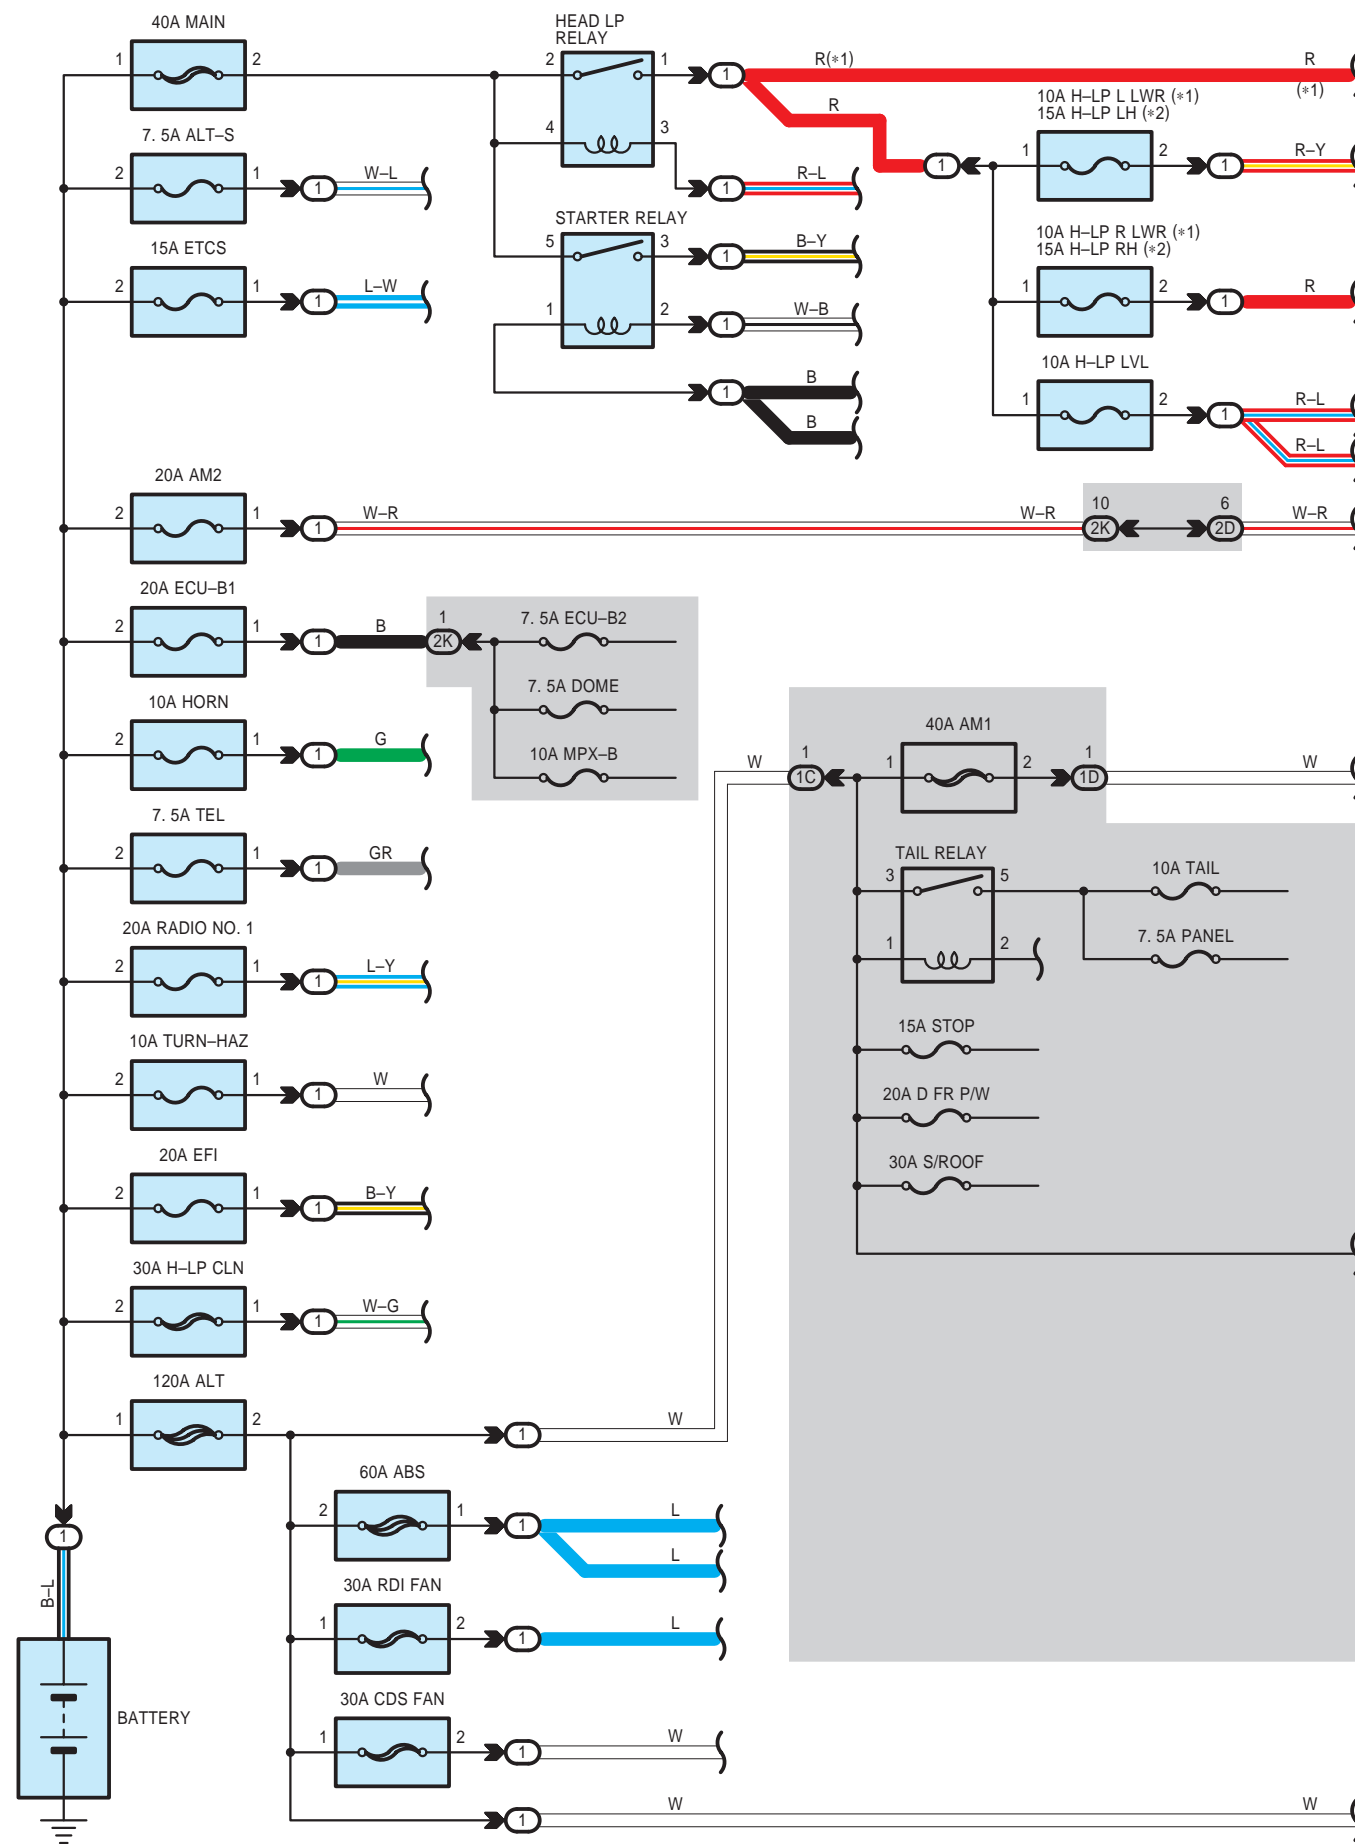 40A MAIN
1
2
HEAD LP
RELAY
2
1
4
3
1
R(∗1)
R
(∗1)
R
1
10A H–LP L LWR (∗1)
15A H–LP LH (∗2)
1
2
1
R–Y
7. 5A ALT–S
2
1
1
W–L
1
R–L
STARTER RELAY
5
3
1
B–Y
10A H–LP R LWR (∗1)
15A H–LP RH (∗2)
1
2
1
R
15A ETCS
2
1
1
L–W
1
2
1
W–B
1
B
B
10A H–LP LVL
1
2
1
R–L
R–L
20A AM2
2
1
1
W–R
W–R
10
2K
6
2D
W–R
20A ECU–B1
2
1
1
B
1
2K
7. 5A ECU–B2
7. 5A DOME
10A MPX–B
10A HORN
2
1
1
G
W
1
1C
40A AM1
1
2
1
1D
W
7. 5A TEL
2
1
1
GR
TAIL RELAY
3
5
1
2
10A TAIL
7. 5A PANEL
20A RADIO NO. 1
2
1
1
L–Y
15A STOP
10A TURN–HAZ
2
1
1
W
20A D FR P/W
20A EFI
2
1
1
B–Y
30A S/ROOF
30A H–LP CLN
2
1
1
W–G
120A ALT
1
2
1
W
60A ABS
2
1
1
L
L
1
B–L
30A RDI FAN
1
2
1
L
BATTERY
30A CDS FAN
1
2
1
W
1
W
W